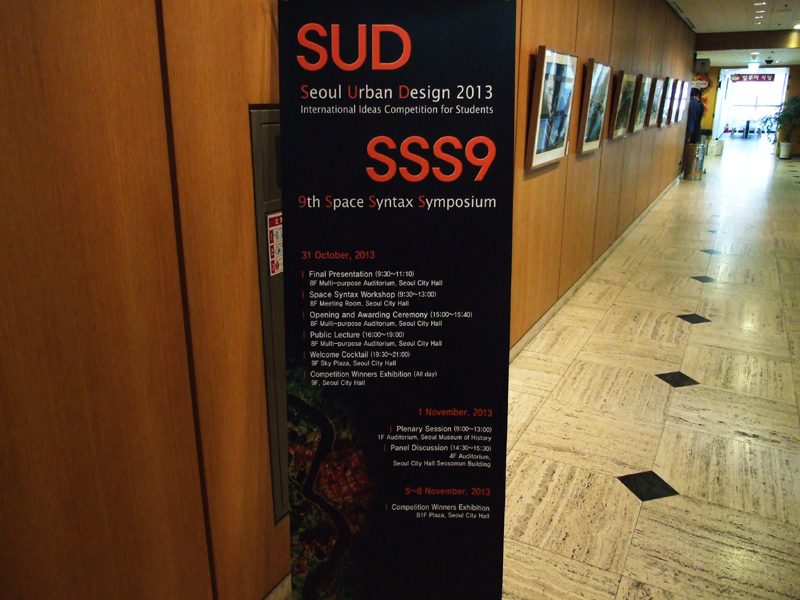 SUD
Seoul Urban Design 2013
International Ideas Competition for Students
SSS9
9th Space Syntax Symposium
31 October, 2013
Final Presentation (9:30~11:10)
8F Multi-purpose Auditorium, Seoul City Hall
Space Syntax Workshop (9:30~13:00)
8F Meeting Room, Seoul City Hall
Opening and Awarding Ceremony (15:00~15:40)
8F Multi-purpose Auditorium, Seoul City Hall
Public Lecture (16:00~19:00)
8F Multi-purpose Auditorium, Seoul City Hall
Welcome Cocktail (19:30~21:00)
9F Sky Plaza, Seoul City Hall
Competition Winners Exhibition (All day)
9F, Seoul City Hall
1 November, 2013
Plenary Session (9:00~13:00)
1F Auditorium, Seoul Museum of History
Panel Discussion (14:30~15:30)
4F Auditorium,
Seoul City Hall Seosomun Building
5~8 November, 2013
Competition Winners Exhibition
B1F Plaza, Seoul City Hall